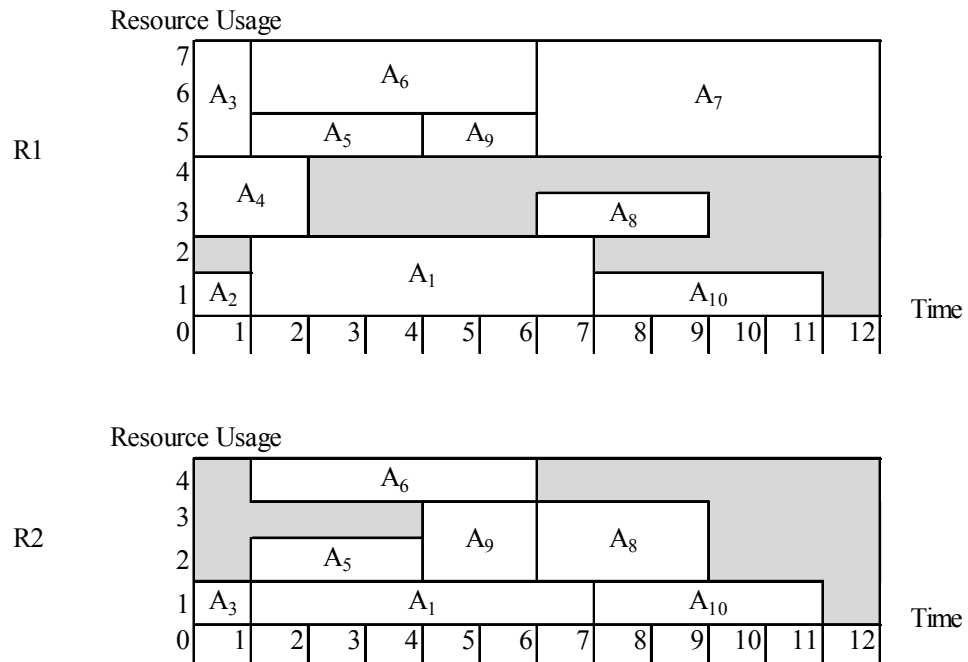 Resource Usage
7
A6
6 A3 A7
5 A5 A9
R1
4
A4
3 A8
2
A1
1 A2 A10
Time
0 1 2 3 4 5 6 7 8 9 10 11 12
Resource Usage
4 A6
3
R2
A9 A8
2 A5
1 A3 A1 A10
Time
0 1 2 3 4 5 6 7 8 9 10 11 12